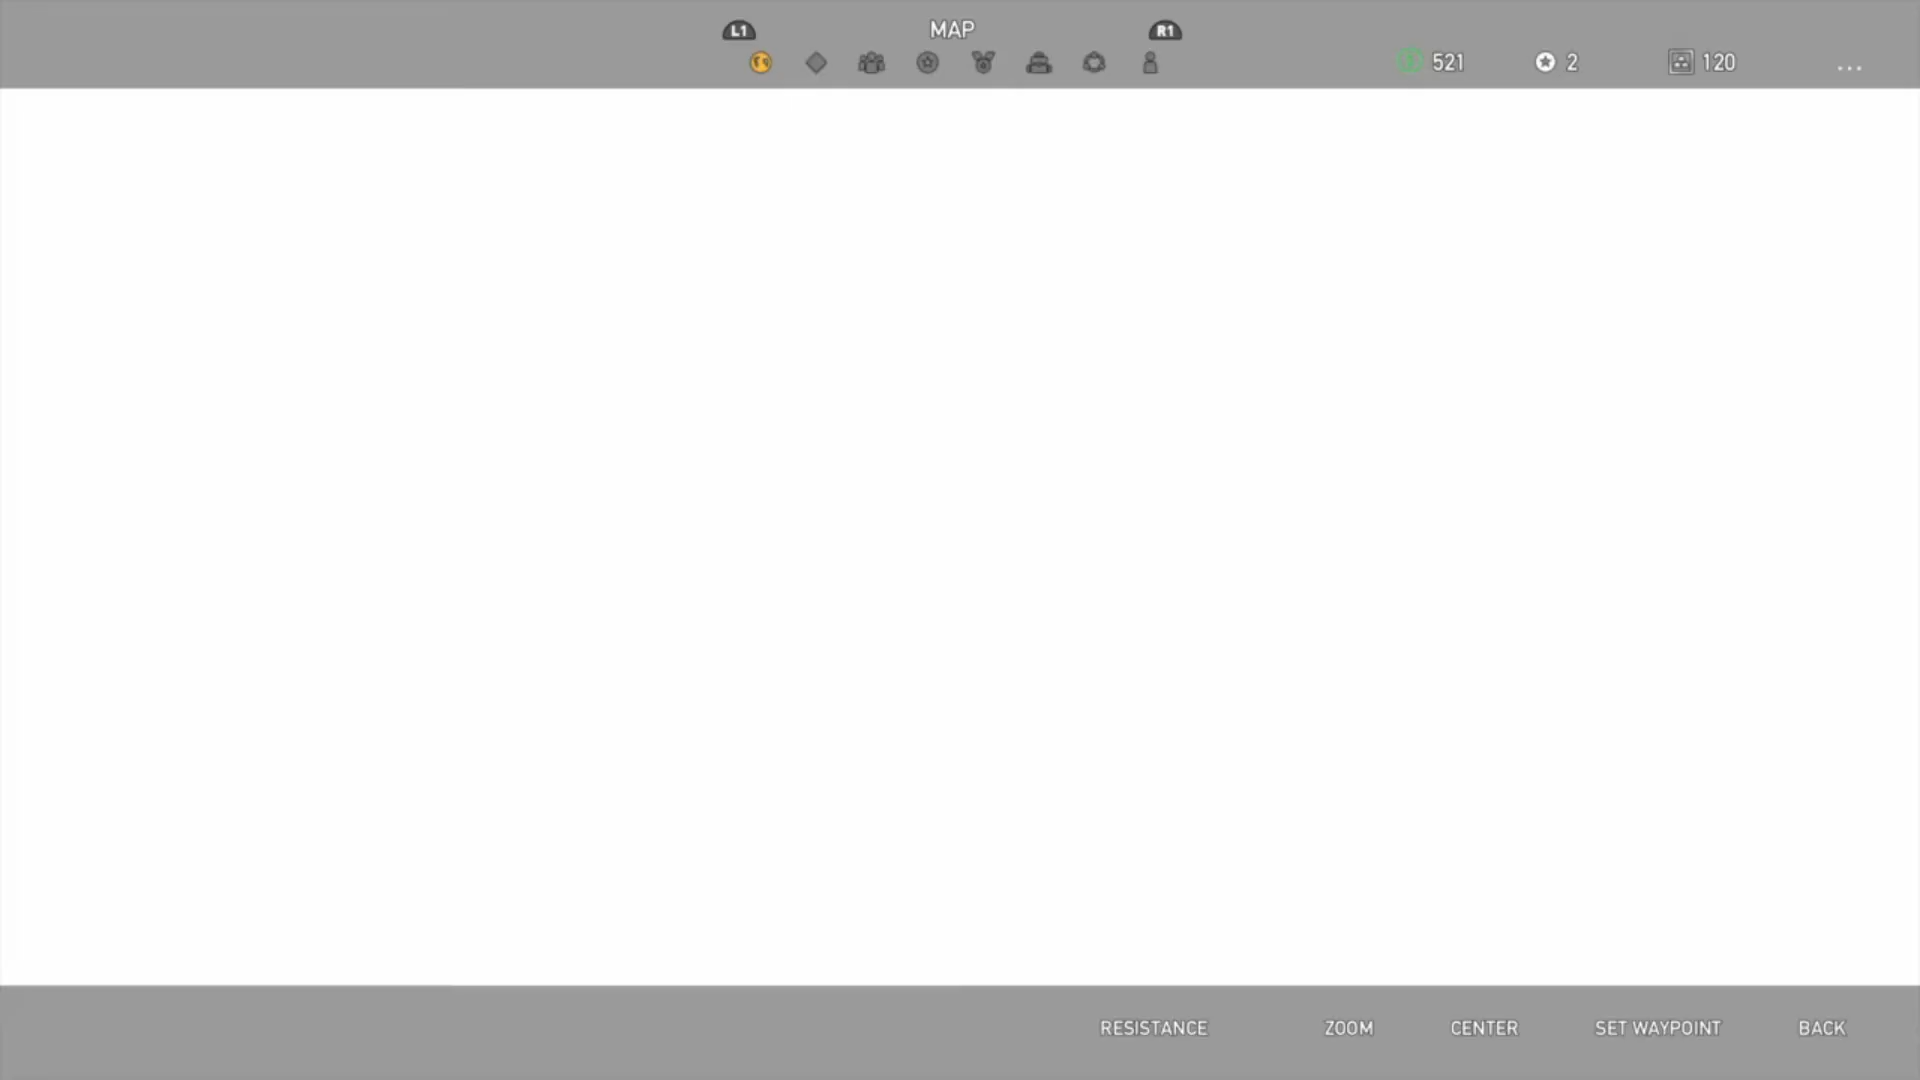 L1 MAP R1
521 2 120 ...
RESISTANCE ZOOM CENTER SET WAYPOINT BACK